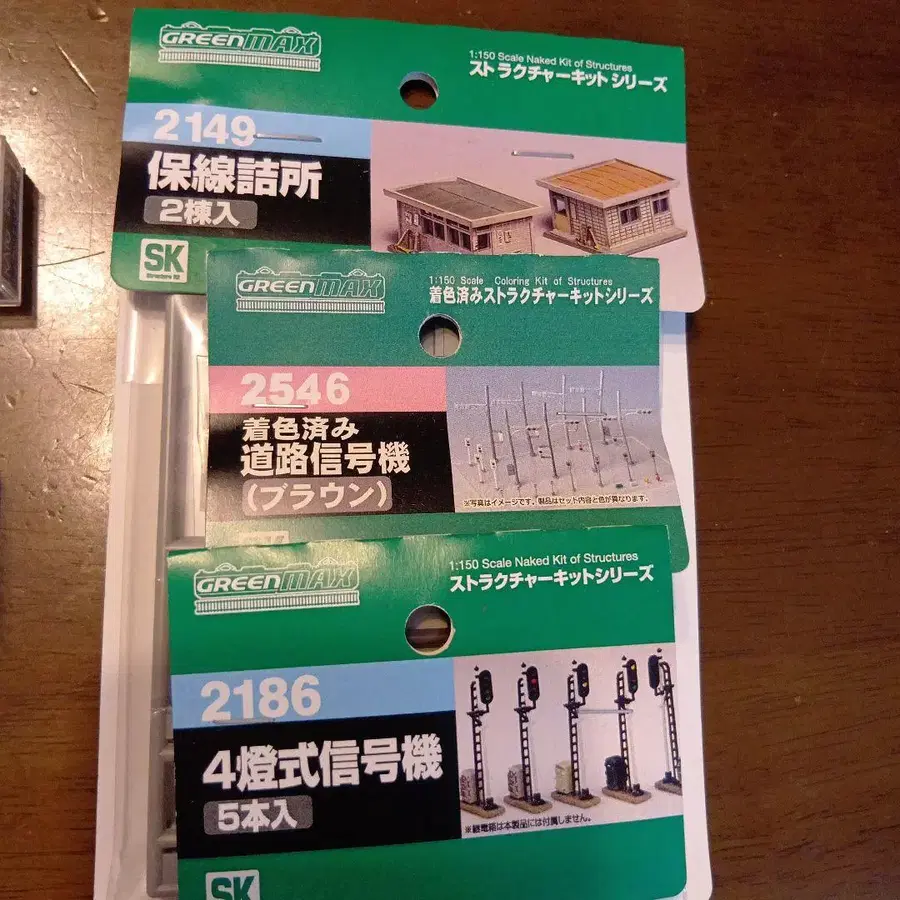 GREENMAX
1:150 Scale Naked Kit of Structures
ストラクチャーキットシリーズ
2149
保線詰所
2棟入
SK
Structure Kit
GREENMAX
1:150 Scale Coloring Kit of Structures
着色済みストラクチャーキットシリーズ
2546
着色済み
道路信号機
(ブラウン)
※写真はイメージです。製品はセット内容と色が異なります。
SK
GREENMAX
1:150 Scale Naked Kit of Structures
ストラクチャーキットシリーズ
2186
4燈式信号機
5本入
※継電箱は本製品には付属しません。
SK